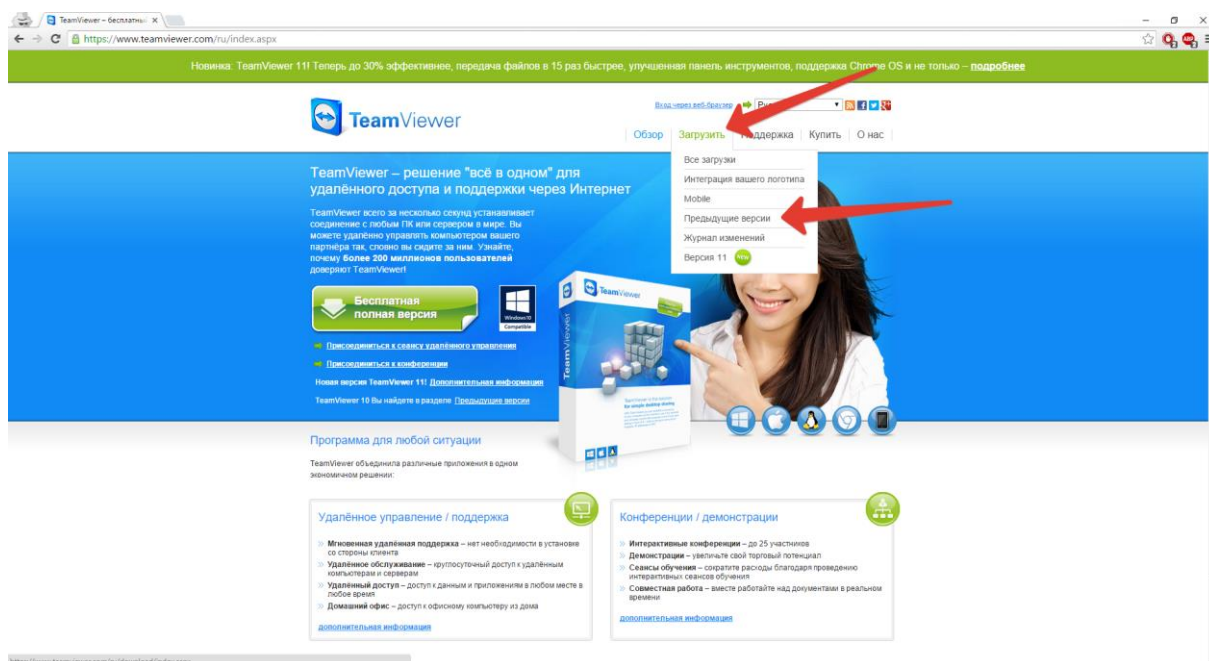 TeamViewer – бесплатны
https://www.teamviewer.com/ru/index.aspx
Новинка: TeamViewer 11! Теперь до 30% эффективнее, передача файлов в 15 раз быстрее, улучшенная панель инструментов, поддержка Chrome OS и не только – подробнее
TeamViewer
Вход через веб-браузер
Обзор Загрузить Поддержка Купить О нас
Все загрузки
Интеграция вашего логотипа
Mobile
Предыдущие версии
Журнал изменений
Версия 11
TeamViewer – решение "всё в одном" для
удалённого доступа и поддержки через Интернет
TeamViewer всего за несколько секунд устанавливает
соединение с любым ПК или сервером в мире. Вы
можете удалённо управлять компьютером вашего
партнёра так, словно вы сидите за ним. Узнайте,
почему более 200 миллионов пользователей
доверяют TeamViewer!
Бесплатная
полная версия
Windows 10
Compatible
Присоединиться к сеансу удалённого управления
Присоединиться к конференции
Новая версия TeamViewer 11! Дополнительная информация
TeamViewer 10 Вы найдете в разделе Предыдущие версии
TeamViewer
TeamViewer
Программа для любой ситуации
TeamViewer объединила различные приложения в одном
экономичном решении:
Удалённое управление / поддержка
Мгновенная удалённая поддержка – нет необходимости в установке
со стороны клиента
Удалённое обслуживание – круглосуточный доступ к удалённым
компьютерам и серверам
Удалённый доступ – доступ к данным и приложениям в любом месте в
любое время
Домашний офис – доступ к офисному компьютеру из дома
дополнительная информация
Конференции / демонстрации
Интерактивные конференции – до 25 участников
Демонстрации – увеличьте свой торговый потенциал
Сеансы обучения – сократите расходы благодаря проведению
интерактивных сеансов обучения
Совместная работа – вместе работайте над документами в реальном
времени
дополнительная информация